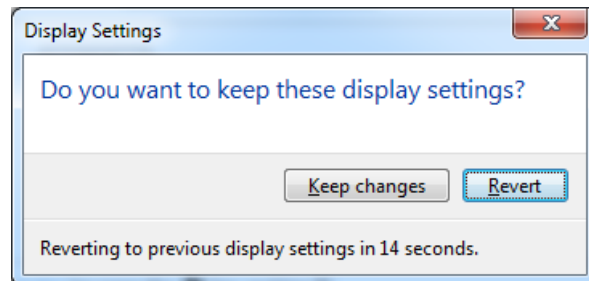 Display Settings
Do you want to keep these display settings?
Keep changes
Revert
Reverting to previous display settings in 14 seconds.